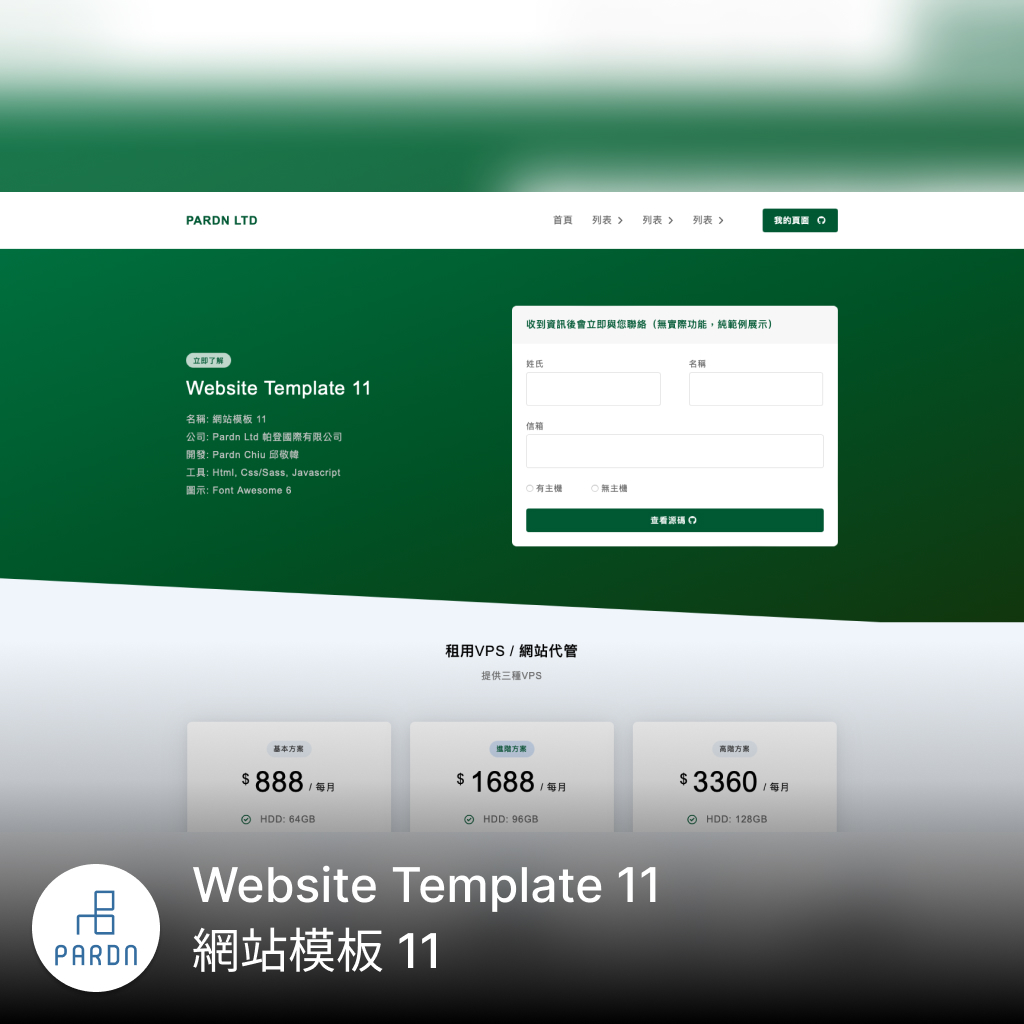 PARDN LTD
首頁 列表 列表 列表 我的頁面
收到資訊後會立即與您聯絡（無實際功能，純範例展示）
立即了解
Website Template 11
名稱: 網站模板 11
公司: Pardn Ltd 帕登國際有限公司
開發: Pardn Chiu 邱敬幃
工具: Html, Css/Sass, Javascript
圖示: Font Awesome 6
姓氏 名稱
信箱
有主機 無主機
查看源碼
租用VPS / 網站代管
提供三種VPS
基本方案 進階方案 高階方案
$ 888 / 每月 $ 1688 / 每月 $ 3360 / 每月
HDD: 64GB HDD: 96GB HDD: 128GB
Website Template 11
網站模板 11
PARDN